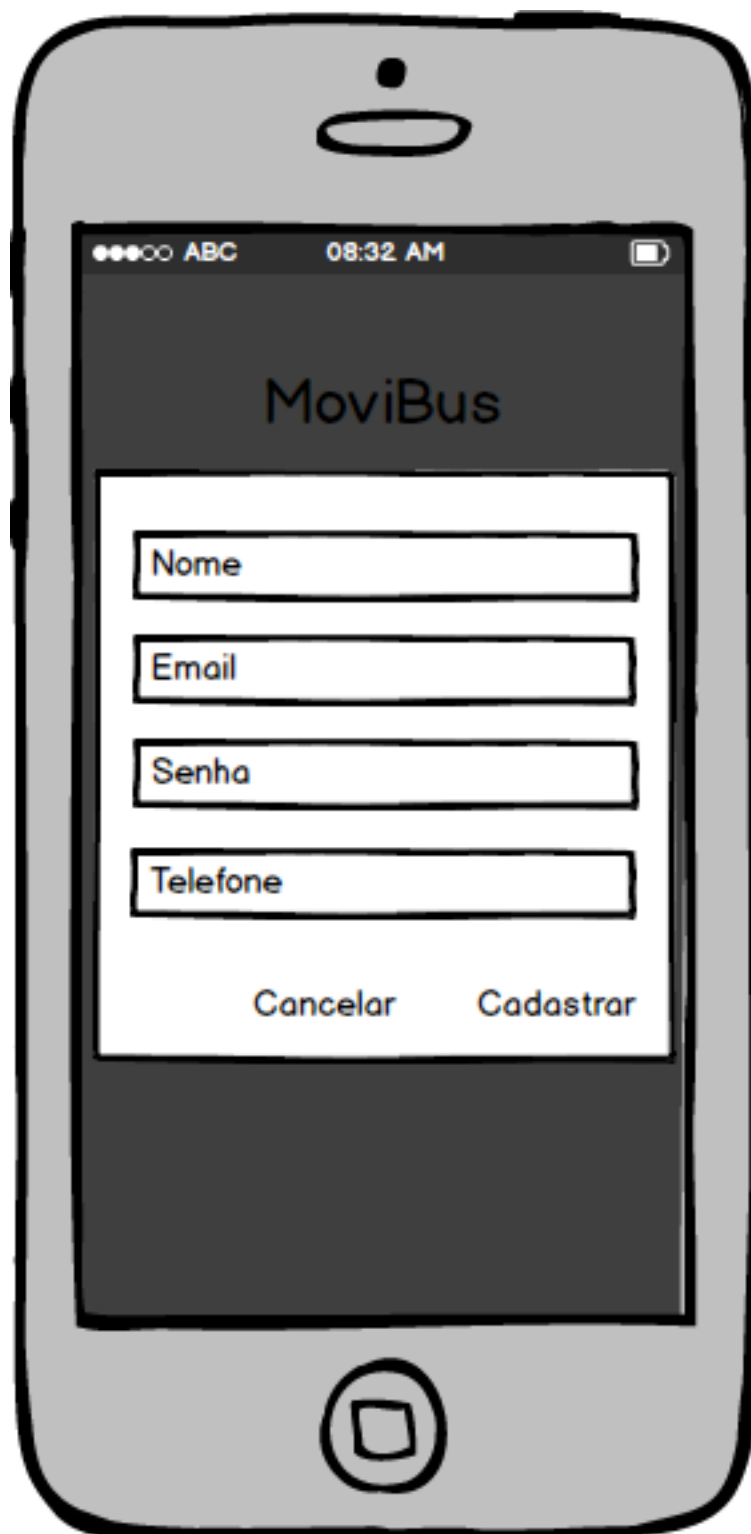 ABC 08:32 AM
MoviBus
Nome
Email
Senha
Telefone
Cancelar Cadastrar